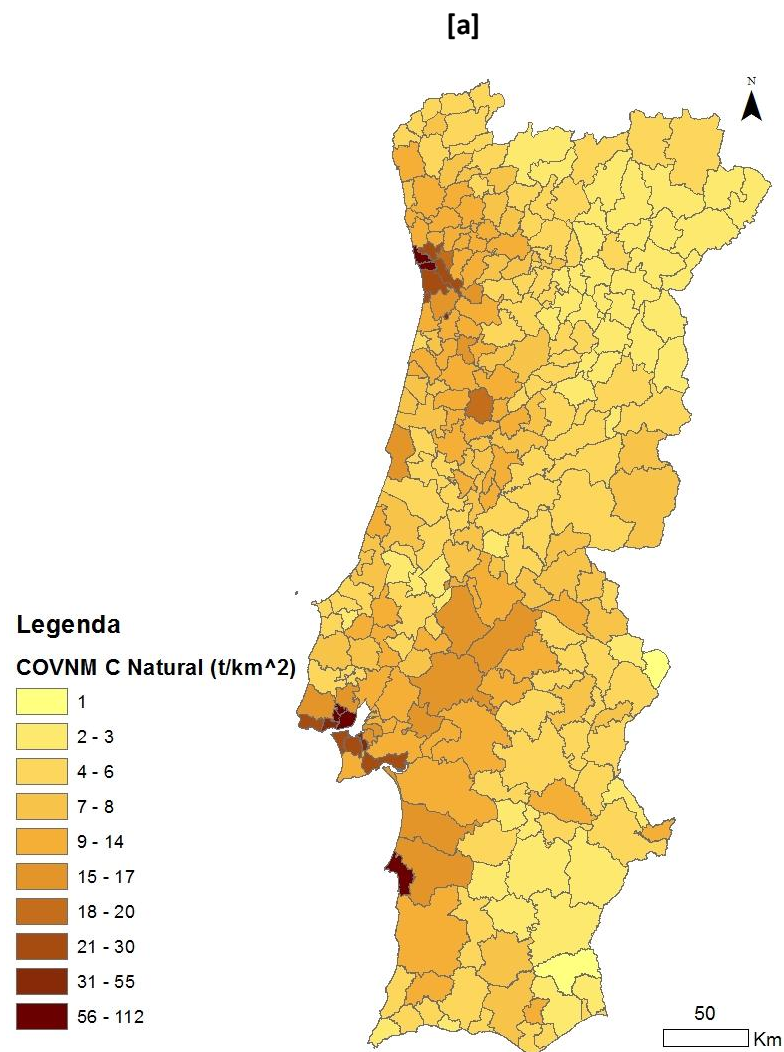 [a]
N
Legenda
COVNM C Natural (t/km^2)
1
2 - 3
4 - 6
7 - 8
9 - 14
15 - 17
18 - 20
21 - 30
31 - 55
56 - 112
50
Km